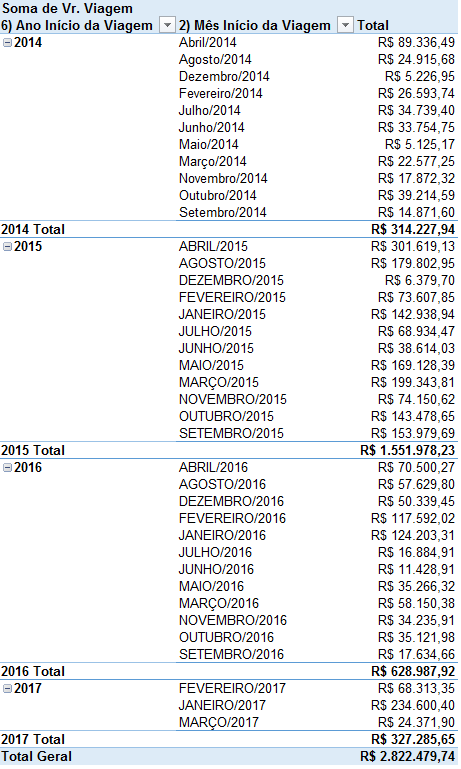 Soma de Vr. Viagem
6) Ano Início da Viagem 2) Mês Início da Viagem Total
2014 Abril/2014 R$ 89.336,49
Agosto/2014 R$ 24.915,68
Dezembro/2014 R$ 5.226,95
Fevereiro/2014 R$ 26.593,74
Julho/2014 R$ 34.739,40
Junho/2014 R$ 33.754,75
Maio/2014 R$ 5.125,17
Março/2014 R$ 22.577,25
Novembro/2014 R$ 17.872,32
Outubro/2014 R$ 39.214,59
Setembro/2014 R$ 14.871,60
2014 Total R$ 314.227,94
2015 ABRIL/2015 R$ 301.619,13
AGOSTO/2015 R$ 179.802,95
DEZEMBRO/2015 R$ 6.379,70
FEVEREIRO/2015 R$ 73.607,85
JANEIRO/2015 R$ 142.938,94
JULHO/2015 R$ 68.934,47
JUNHO/2015 R$ 38.614,03
MAIO/2015 R$ 169.128,39
MARÇO/2015 R$ 199.343,81
NOVEMBRO/2015 R$ 74.150,62
OUTUBRO/2015 R$ 143.478,65
SETEMBRO/2015 R$ 153.979,69
2015 Total R$ 1.551.978,23
2016 ABRIL/2016 R$ 70.500,27
AGOSTO/2016 R$ 57.629,80
DEZEMBRO/2016 R$ 50.339,45
FEVEREIRO/2016 R$ 117.592,02
JANEIRO/2016 R$ 124.203,31
JULHO/2016 R$ 16.884,91
JUNHO/2016 R$ 11.428,91
MAIO/2016 R$ 35.266,32
MARÇO/2016 R$ 58.150,38
NOVEMBRO/2016 R$ 34.235,91
OUTUBRO/2016 R$ 35.121,98
SETEMBRO/2016 R$ 17.634,66
2016 Total R$ 628.987,92
2017 FEVEREIRO/2017 R$ 68.313,35
JANEIRO/2017 R$ 234.600,40
MARÇO/2017 R$ 24.371,90
2017 Total R$ 327.285,65
Total Geral R$ 2.822.479,74